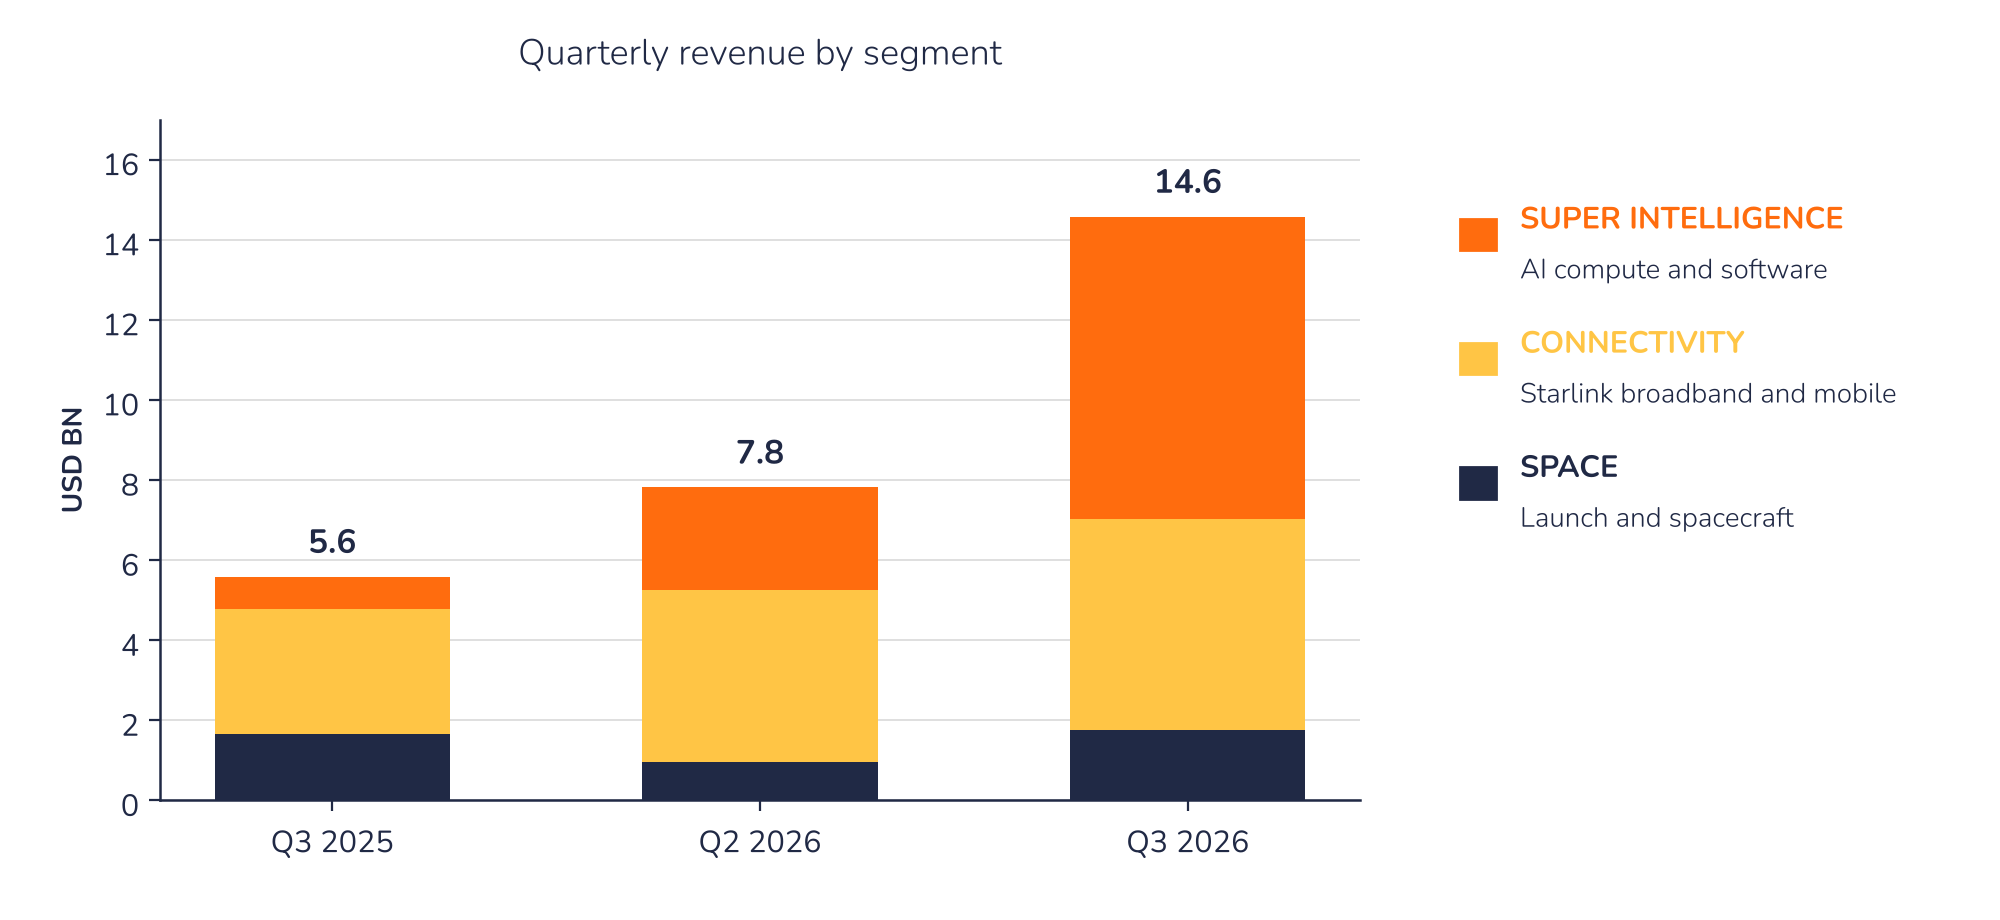 Quarterly revenue by segment
USD BN
16
14
12
10
8
6
4
2
0
5.6
7.8
14.6
Q3 2025
Q2 2026
Q3 2026
SUPER INTELLIGENCE
AI compute and software
CONNECTIVITY
Starlink broadband and mobile
SPACE
Launch and spacecraft